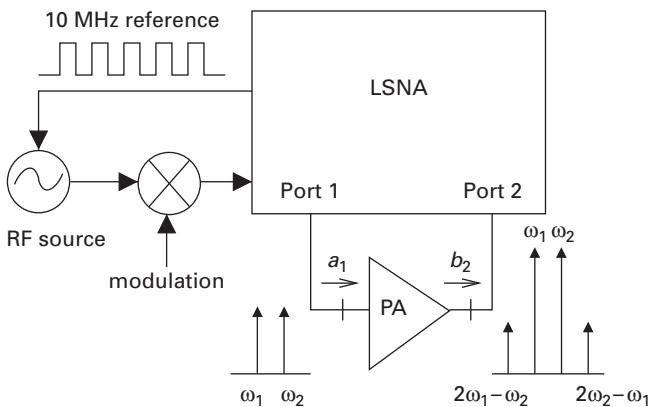 10 MHz reference
LSNA
Port 1 Port 2
RF source
modulation
a₁
PA
b₂
ω₁ ω₂
ω₁ ω₂
2ω₁−ω₂ 2ω₂−ω₁